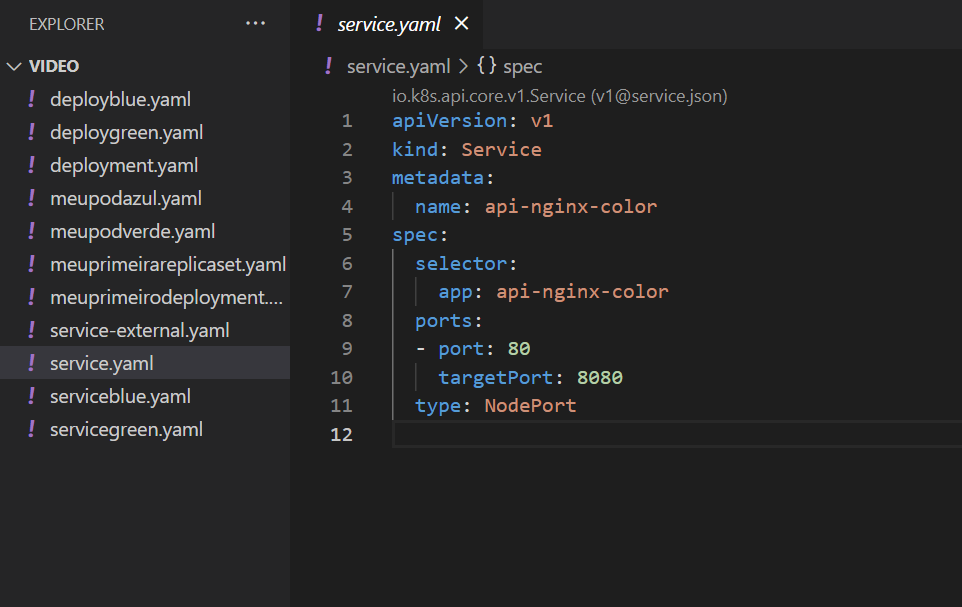 EXPLORER ···
VIDEO
! deployblue.yaml
! deploygreen.yaml
! deployment.yaml
! meupodazul.yaml
! meupodverde.yaml
! meuprimeirareplicaset.yaml
! meuprimeirodeployment....
! service-external.yaml
! service.yaml
! serviceblue.yaml
! servicegreen.yaml
! service.yaml ×
! service.yaml > {} spec
io.k8s.api.core.v1.Service (v1@service.json)
1 apiVersion: v1
2 kind: Service
3 metadata:
4   name: api-nginx-color
5 spec:
6   selector:
7     app: api-nginx-color
8   ports:
9   - port: 80
10     targetPort: 8080
11   type: NodePort
12